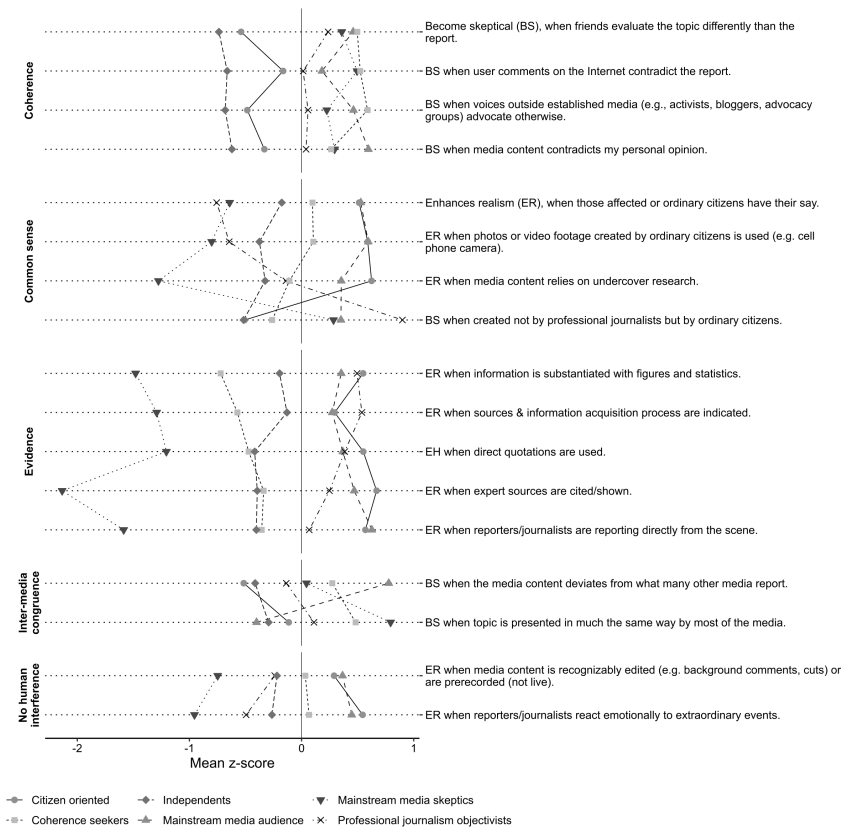 Coherence
Become skeptical (BS), when friends evaluate the topic differently than the
report.
BS when user comments on the Internet contradict the report.
BS when voices outside established media (e.g., activists, bloggers, advocacy
groups) advocate otherwise.
BS when media content contradicts my personal opinion.
Common sense
Enhances realism (ER), when those affected or ordinary citizens have their say.
ER when photos or video footage created by ordinary citizens is used (e.g. cell
phone camera).
ER when media content relies on undercover research.
BS when created not by professional journalists but by ordinary citizens.
Evidence
ER when information is substantiated with figures and statistics.
ER when sources & information acquisition process are indicated.
EH when direct quotations are used.
ER when expert sources are cited/shown.
ER when reporters/journalists are reporting directly from the scene.
Inter-media
congruence
BS when the media content deviates from what many other media report.
BS when topic is presented in much the same way by most of the media.
No human
interference
ER when media content is recognizably edited (e.g. background comments, cuts) or
are prerecorded (not live).
ER when reporters/journalists react emotionally to extraordinary events.
-2 -1 0 1
Mean z-score
Citizen oriented Independents Mainstream media skeptics
Coherence seekers Mainstream media audience Professional journalism objectivists